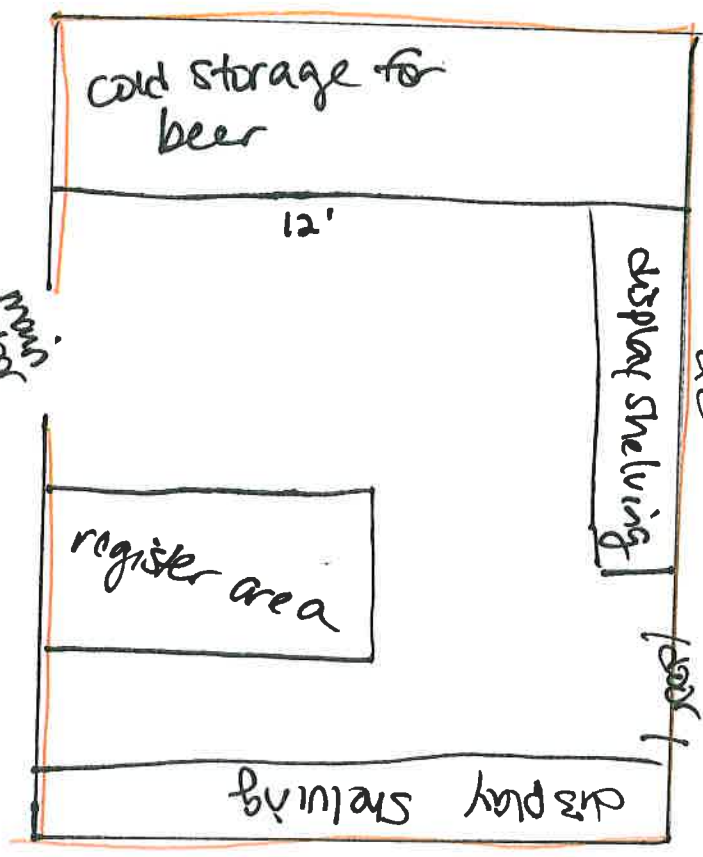 cold storage for
beer
12'
display shelving
register area
door
display shelving